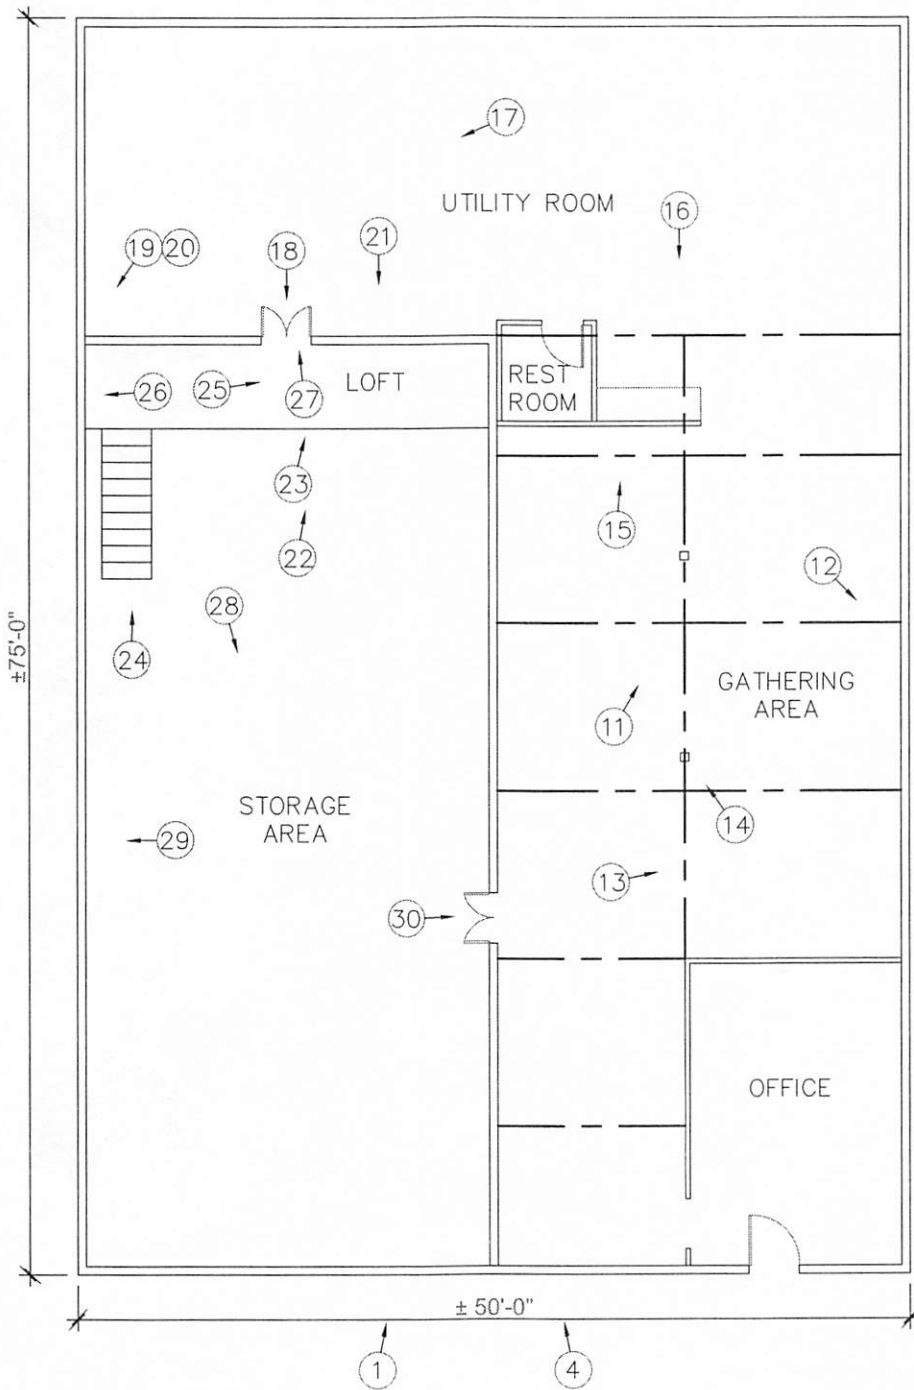 17
UTILITY ROOM
16
21
18
19 20
REST
ROOM
LOFT
26
25
27
23
22
15
12
28
24
±75'-0"
GATHERING
AREA
11
STORAGE
AREA
14
29
13
30
OFFICE
± 50'-0"
1
4